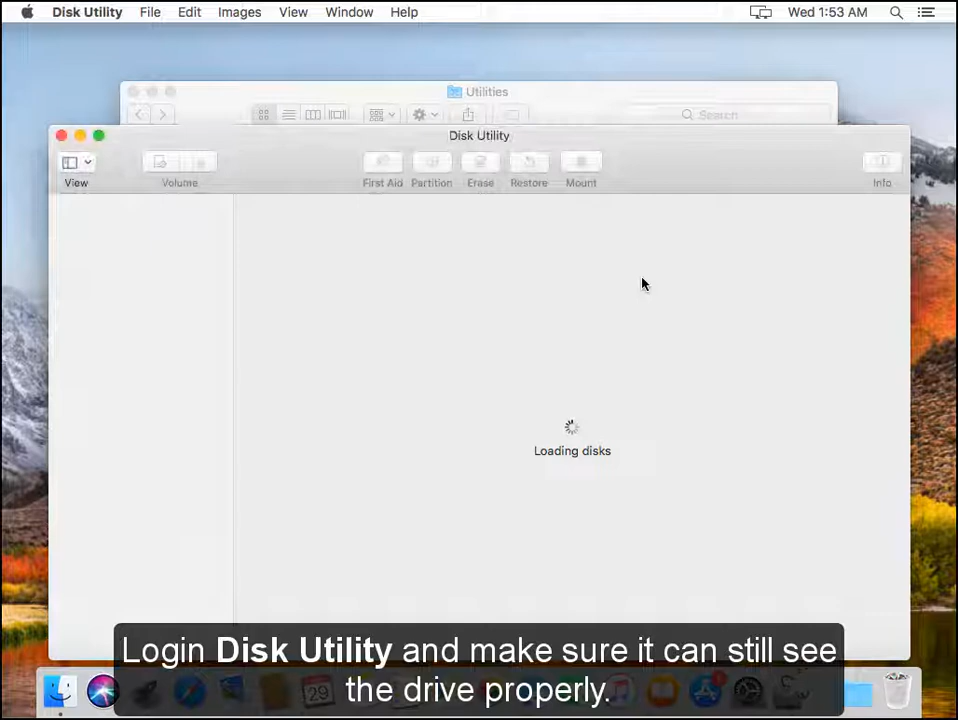 Disk Utility File Edit Images View Window Help Wed 1:53 AM
Utilities
Search
Disk Utility
View Volume First Aid Partition Erase Restore Mount Info
Loading disks
Login Disk Utility and make sure it can still see
the drive properly.
29